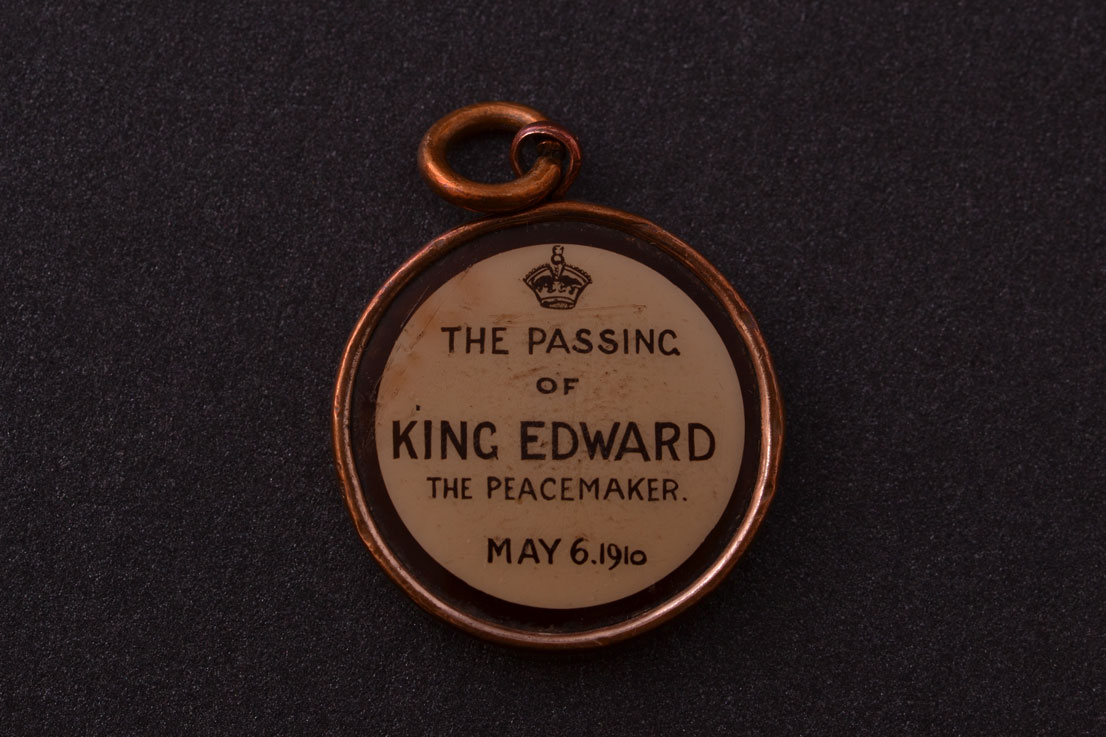 THE PASSING
OF
KING EDWARD
THE PEACEMAKER.
MAY 6.1910